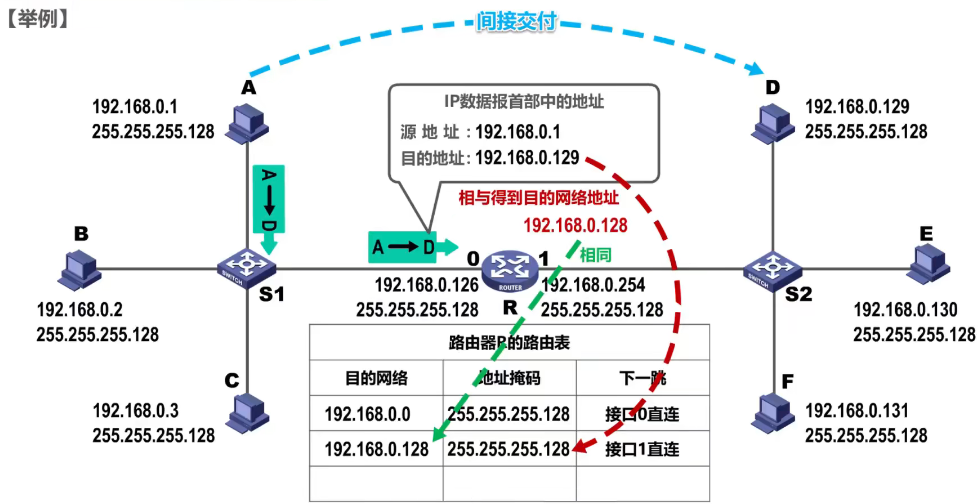 【举例】
间接交付
A
192.168.0.1
255.255.255.128
D
192.168.0.129
255.255.255.128
IP数据报首部中的地址
源 地 址 : 192.168.0.1
目的地址: 192.168.0.129
A→D
相与得到目的网络地址
192.168.0.128
相同
A→D
B
192.168.0.2
255.255.255.128
SWITCH
S1
0
1
ROUTER
R
192.168.0.126
255.255.255.128
192.168.0.254
255.255.255.128
SWITCH
S2
E
192.168.0.130
255.255.255.128
C
192.168.0.3
255.255.255.128
F
192.168.0.131
255.255.255.128
路由器R的路由表
目的网络 地址掩码 下一跳
192.168.0.0 255.255.255.128 接口0直连
192.168.0.128 255.255.255.128 接口1直连